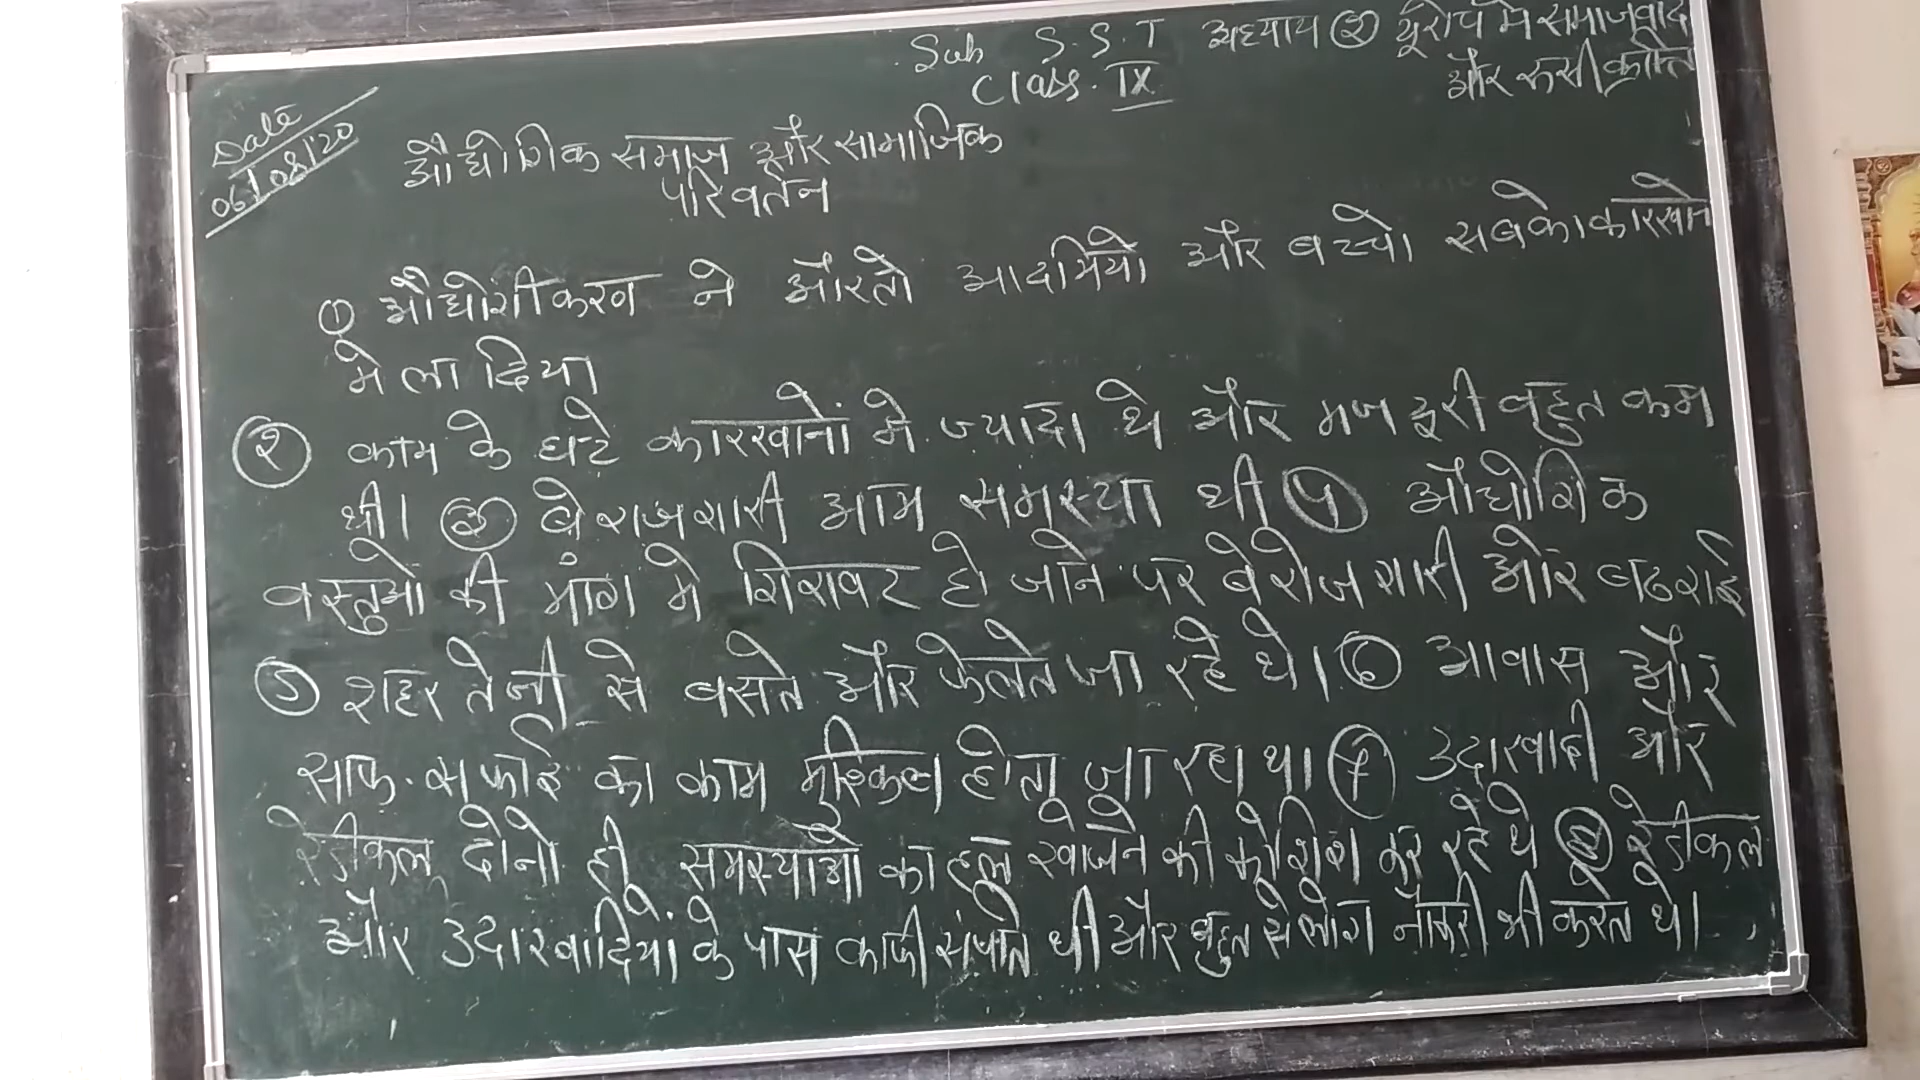 Sub S.S.T अध्याय ② यूरोप मे समाजवाद
Class. IX और रुसी क्रांति
Date
06/08/20
औद्योगिक समाज और सामाजिक
परिवर्तन
① औद्योगीकरण ने औरतो आदमियो और बच्चो सबको कारखाने
मे ला दिया
② काम के घंटे कारखानों मे ज्यादा थे और मजदूरी बहुत कम
थी। ③ बेराजगारी आम समस्या थी ④ औद्योगिक
वस्तुओं की मांग मे गिरावट हो जाने पर बेरोजगारी और बढ गई
⑤ शहर तेजी से बसते और फेलते जा रहे थे। ⑥ आवास और
साफ-सफाई का काम मुश्किल होता जा रहा था। ⑦ उदारवादी और
रेडीकल दोनो ही समस्याओ का हल खोजने की कोशिश कर रहे थे ⑧ रेडीकल
और उदारवादियो के पास काफी संपति थी और बहुत से लोग नौकरी भी करते थे।